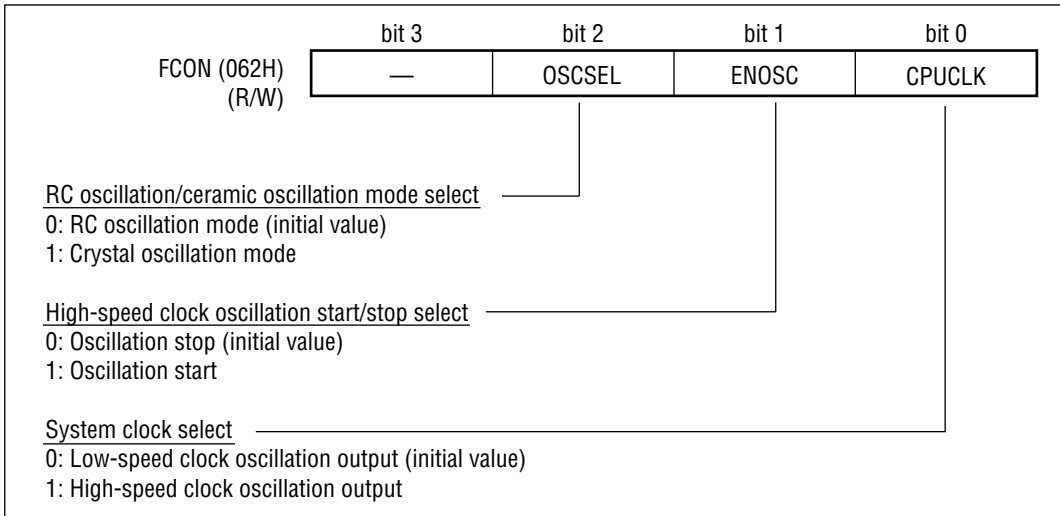 bit 3 bit 2 bit 1 bit 0
FCON (062H) — OSCSEL ENOSC CPUCLK
(R/W)
RC oscillation/ceramic oscillation mode select
0: RC oscillation mode (initial value)
1: Crystal oscillation mode
High-speed clock oscillation start/stop select
0: Oscillation stop (initial value)
1: Oscillation start
System clock select
0: Low-speed clock oscillation output (initial value)
1: High-speed clock oscillation output